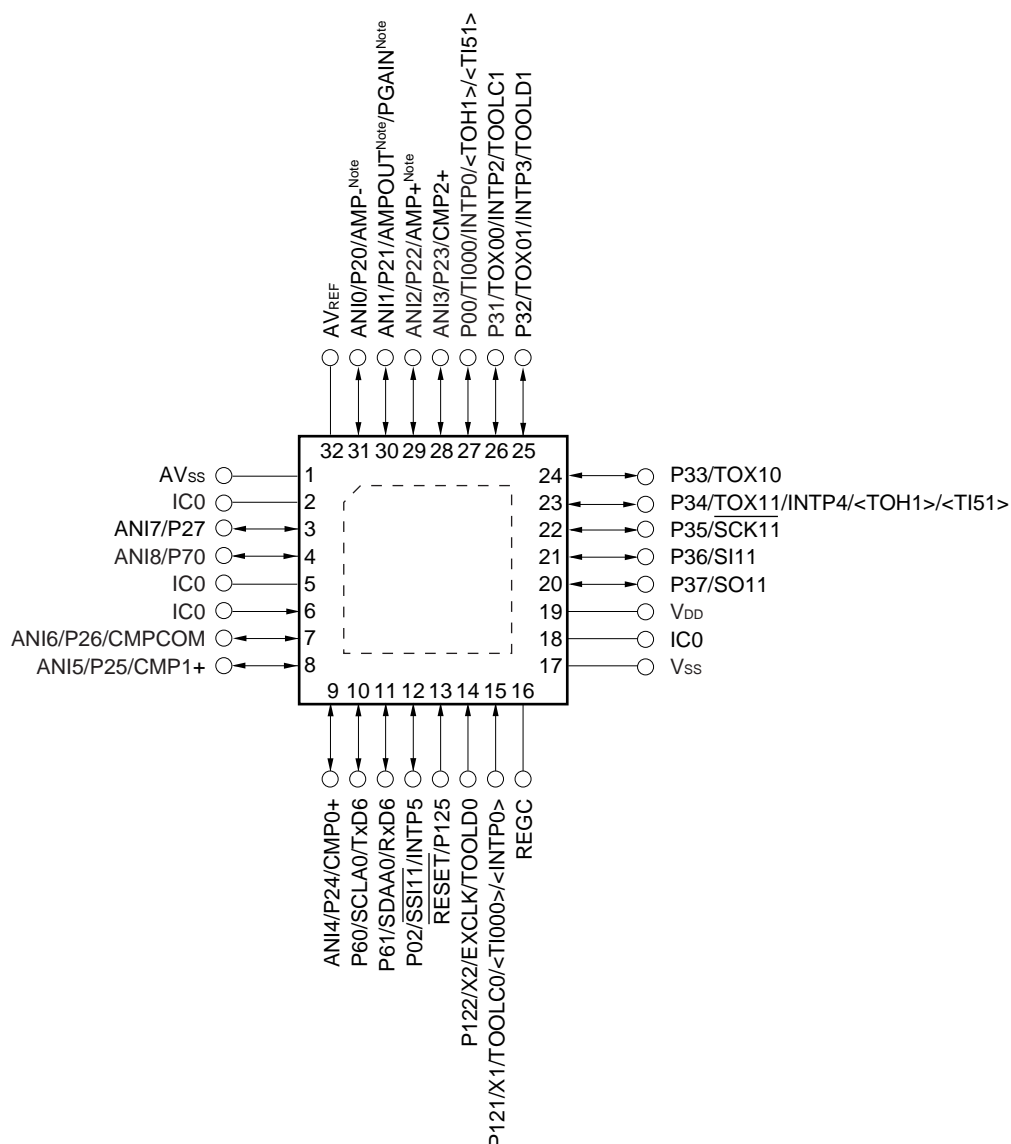 AVREF
ANI0/P20/AMP-Note
ANI1/P21/AMPOUTNote/PGAINNote
ANI2/P22/AMP+Note
ANI3/P23/CMP2+
P00/TI000/INTP0/<TOH1>/<TI51>
P31/TOX00/INTP2/TOOLC1
P32/TOX01/INTP3/TOOLD1
32 31 30 29 28 27 26 25
AVSS 1
IC0 2
ANI7/P27 3
ANI8/P70 4
IC0 5
IC0 6
ANI6/P26/CMPCOM 7
ANI5/P25/CMP1+ 8
24 P33/TOX10
23 P34/TOX11/INTP4/<TOH1>/<TI51>
22 P35/SCK11
21 P36/SI11
20 P37/SO11
19 VDD
18 IC0
17 VSS
9 10 11 12 13 14 15 16
ANI4/P24/CMP0+
P60/SCLA0/TxD6
P61/SDAA0/RxD6
P02/SSI11/INTP5
RESET/P125
P122/X2/EXCLK/TOOLD0
P121/X1/TOOLC0/<TI000>/<INTP0>
REGC